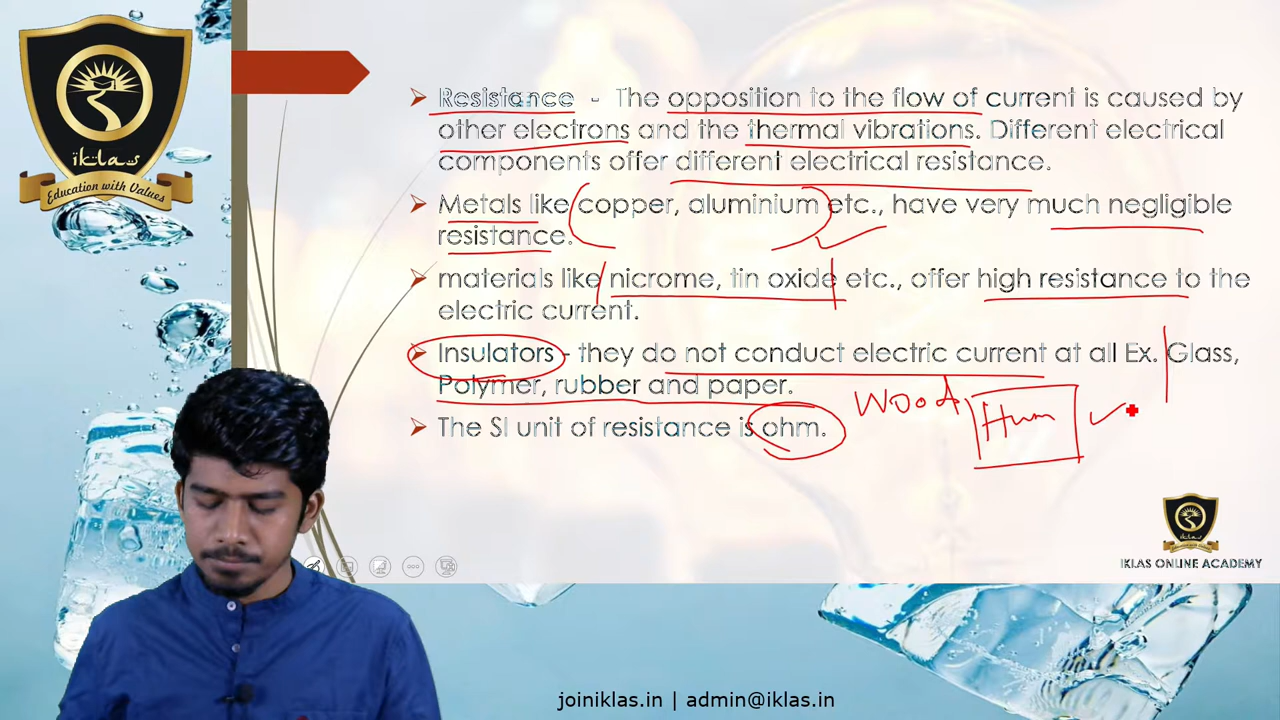 iklas
Education with Values
Resistance - The opposition to the flow of current is caused by
other electrons and the thermal vibrations. Different electrical
components offer different electrical resistance.
Metals like copper, aluminium etc., have very much negligible
resistance.
materials like nicrome, tin oxide etc., offer high resistance to the
electric current.
Insulators - they do not conduct electric current at all Ex. Glass,
Polymer, rubber and paper.
The SI unit of resistance is ohm.
Wood
Hum
iklas
IKLAS ONLINE ACADEMY
joiniklas.in | admin@iklas.in